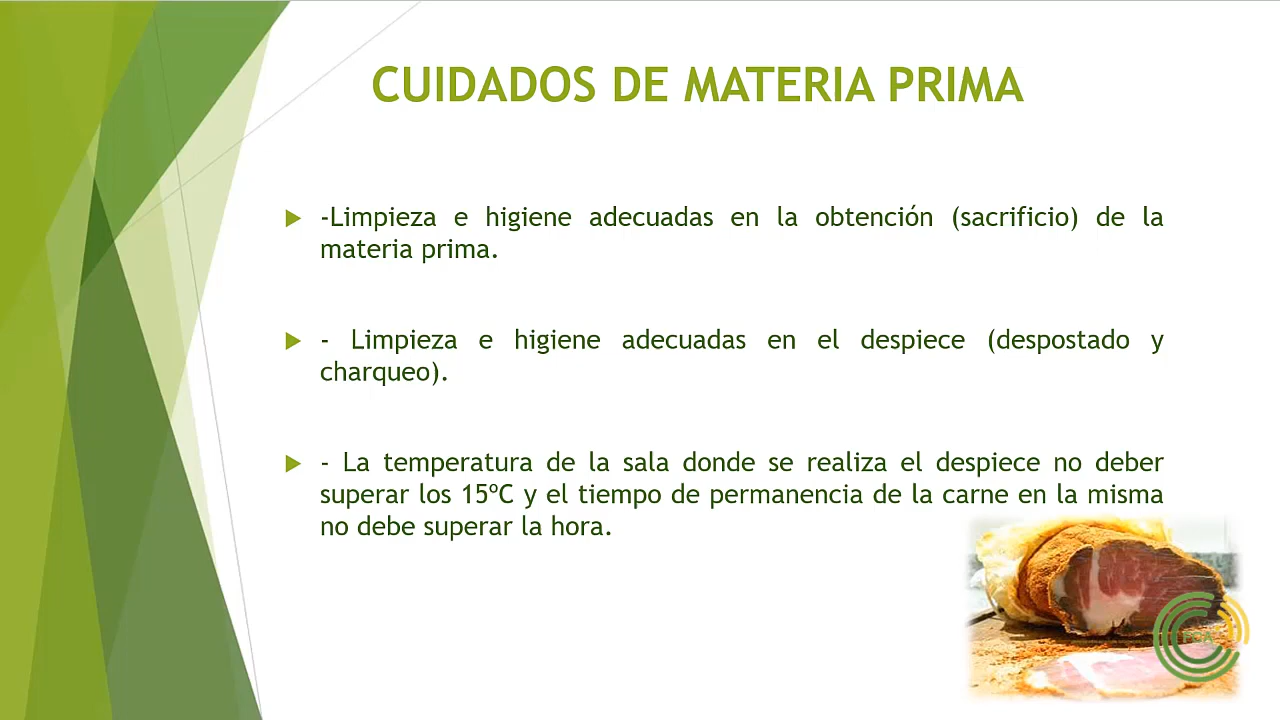 CUIDADOS DE MATERIA PRIMA
-Limpieza e higiene adecuadas en la obtención (sacrificio) de la
materia prima.
- Limpieza e higiene adecuadas en el despiece (despostado y
charqueo).
- La temperatura de la sala donde se realiza el despiece no deber
superar los 15ºC y el tiempo de permanencia de la carne en la misma
no debe superar la hora.